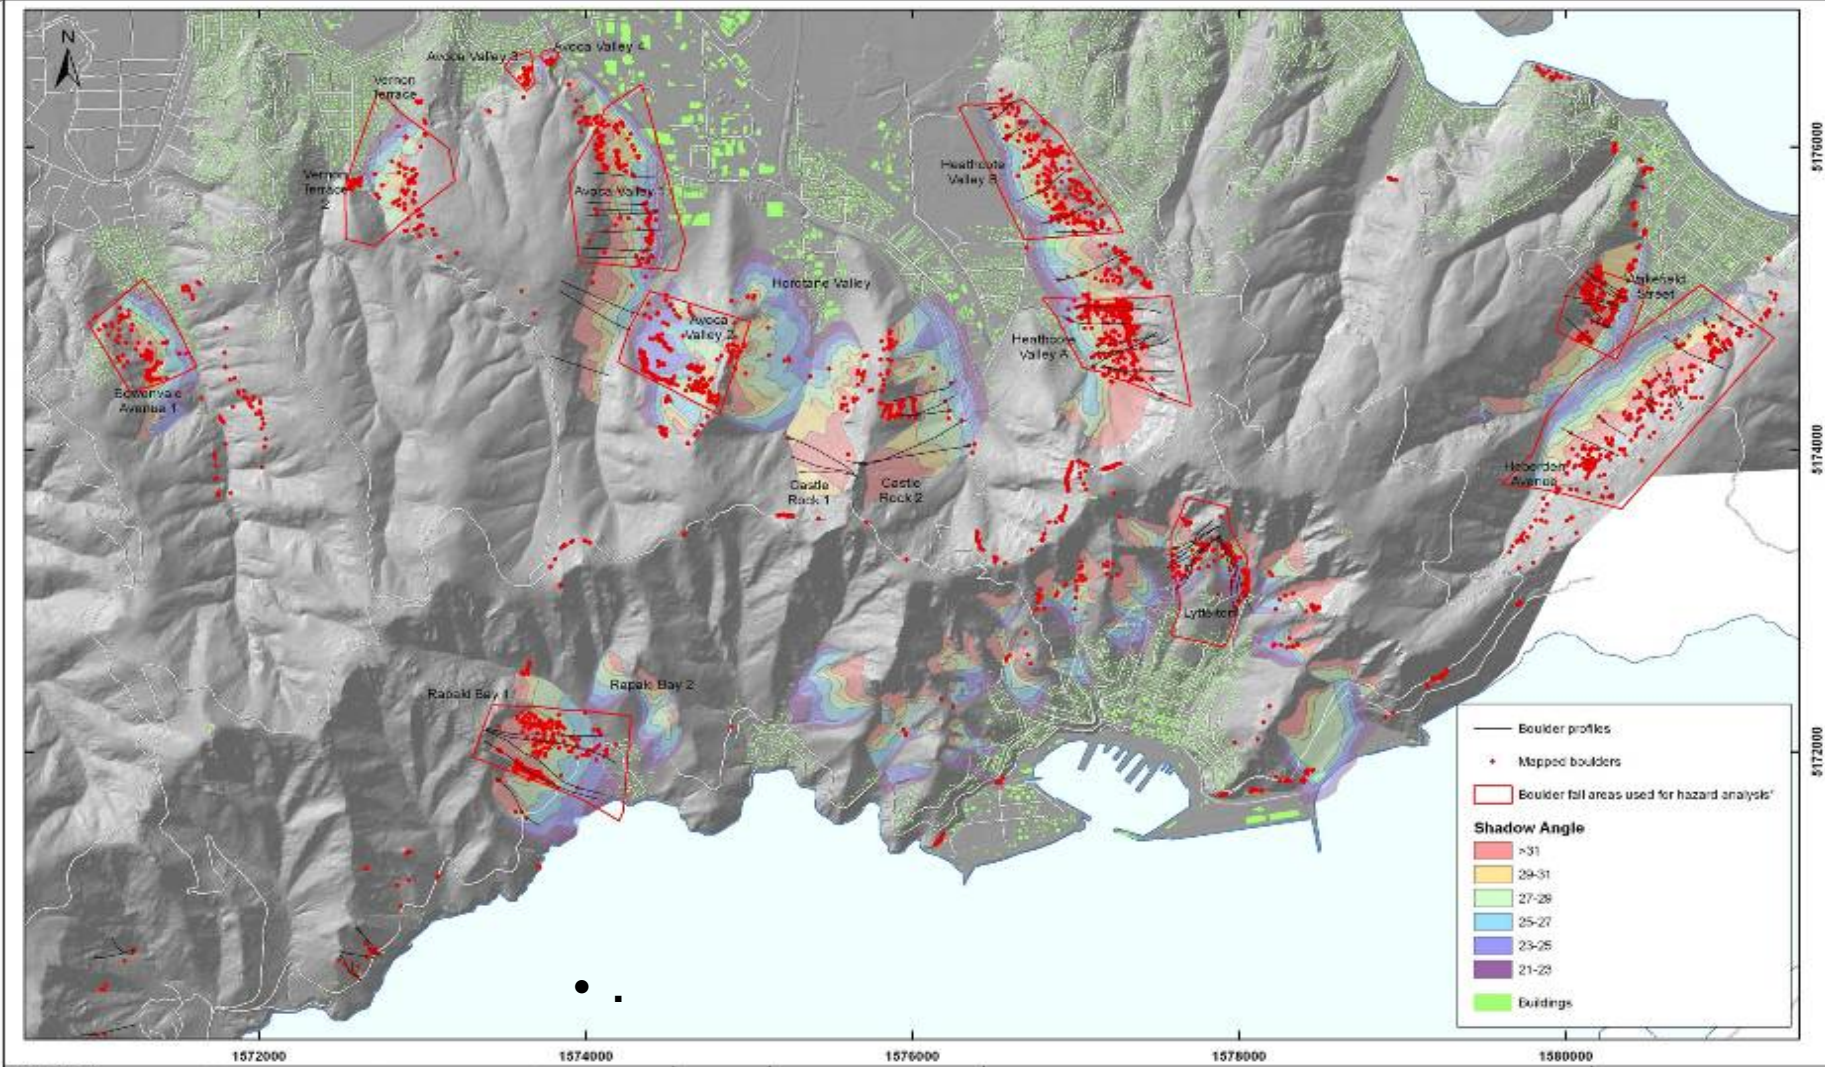 N
Avoca Valley 3
Avoca Valley 4
Vernon
Terrace
Vernon
Terrace
2
Avoca Valley 1
Heathcote
Valley B
Horotane Valley
Avoca
Valley 2
Heathcote
Valley A
Wakefield
Street
Bowenvale
Avenue 1
Castle
Rock 1
Castle
Rock 2
Heberden
Avenue
Lyttelton
Rapaki Bay 1
Rapaki Bay 2
5176000
5174000
5172000
Boulder profiles
Mapped boulders
Boulder fall areas used for hazard analysis*
Shadow Angle
>31
29-31
27-29
25-27
23-25
21-23
Buildings
• .
1572000
1574000
1576000
1578000
1580000